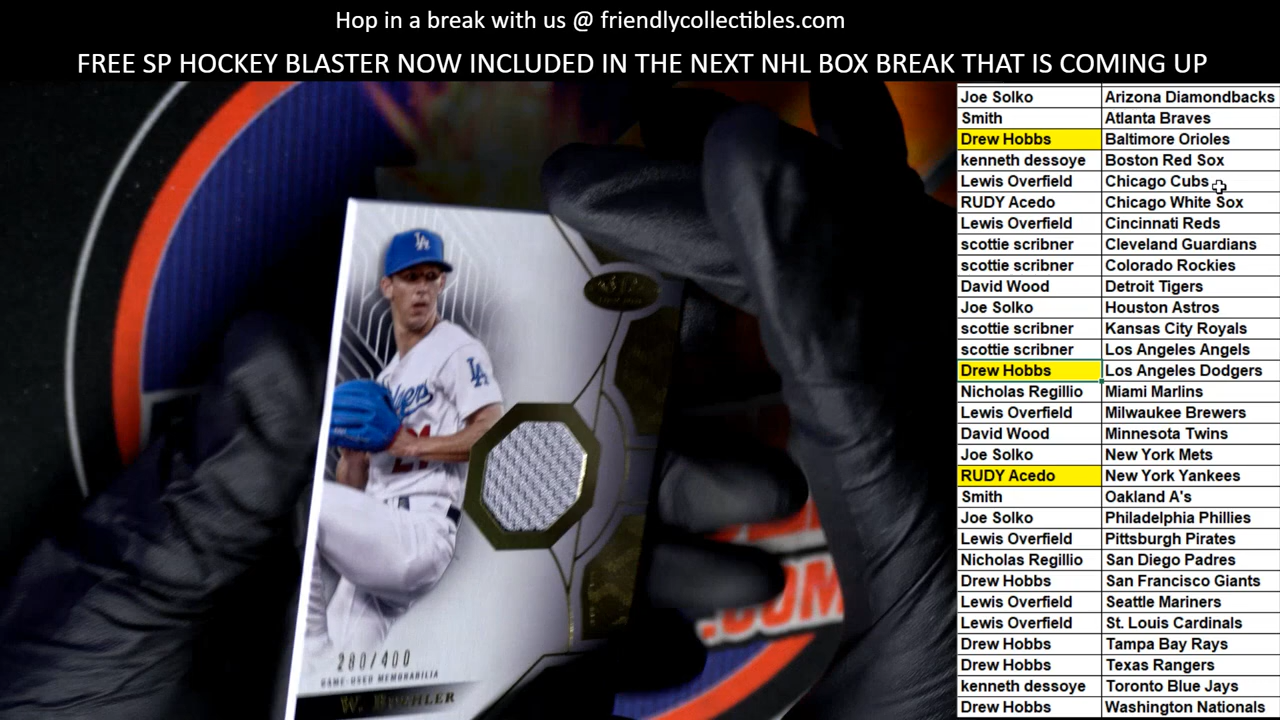 Hop in a break with us @ friendlycollectibles.com
FREE SP HOCKEY BLASTER NOW INCLUDED IN THE NEXT NHL BOX BREAK THAT IS COMING UP
Joe Solko Arizona Diamondbacks
Smith Atlanta Braves
Drew Hobbs Baltimore Orioles
kenneth dessoye Boston Red Sox
Lewis Overfield Chicago Cubs
RUDY Acedo Chicago White Sox
Lewis Overfield Cincinnati Reds
scottie scribner Cleveland Guardians
scottie scribner Colorado Rockies
David Wood Detroit Tigers
Joe Solko Houston Astros
scottie scribner Kansas City Royals
scottie scribner Los Angeles Angels
Drew Hobbs Los Angeles Dodgers
Nicholas Regillio Miami Marlins
Lewis Overfield Milwaukee Brewers
David Wood Minnesota Twins
Joe Solko New York Mets
RUDY Acedo New York Yankees
Smith Oakland A's
Joe Solko Philadelphia Phillies
Lewis Overfield Pittsburgh Pirates
Nicholas Regillio San Diego Padres
Drew Hobbs San Francisco Giants
Lewis Overfield Seattle Mariners
Lewis Overfield St. Louis Cardinals
Drew Hobbs Tampa Bay Rays
Drew Hobbs Texas Rangers
kenneth dessoye Toronto Blue Jays
Drew Hobbs Washington Nationals
LA
LA
280/400
GAME-USED MEMORABILIA
W. BUEHLER
.COM